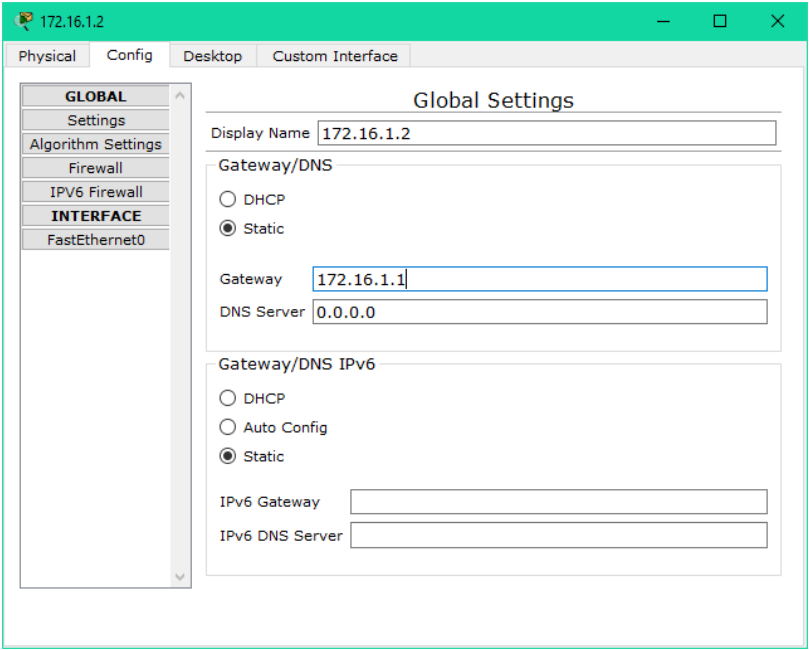 172.16.1.2
Physical Config Desktop Custom Interface
GLOBAL
Settings
Algorithm Settings
Firewall
IPV6 Firewall
INTERFACE
FastEthernet0
Global Settings
Display Name 172.16.1.2
Gateway/DNS
DHCP
Static
Gateway 172.16.1.1
DNS Server 0.0.0.0
Gateway/DNS IPv6
DHCP
Auto Config
Static
IPv6 Gateway
IPv6 DNS Server